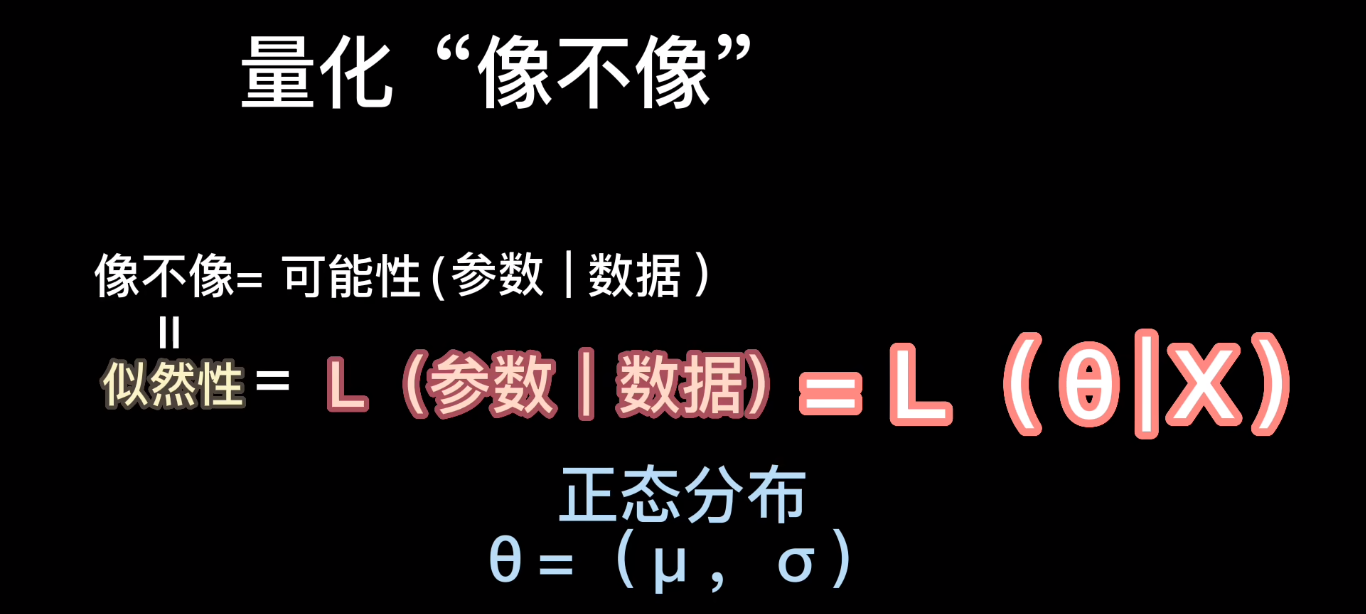 量化“像不像”
像不像= 可能性(参数｜数据)
=
似然性= L（参数｜数据）=L（θ|X）
正态分布
θ=（μ，σ）